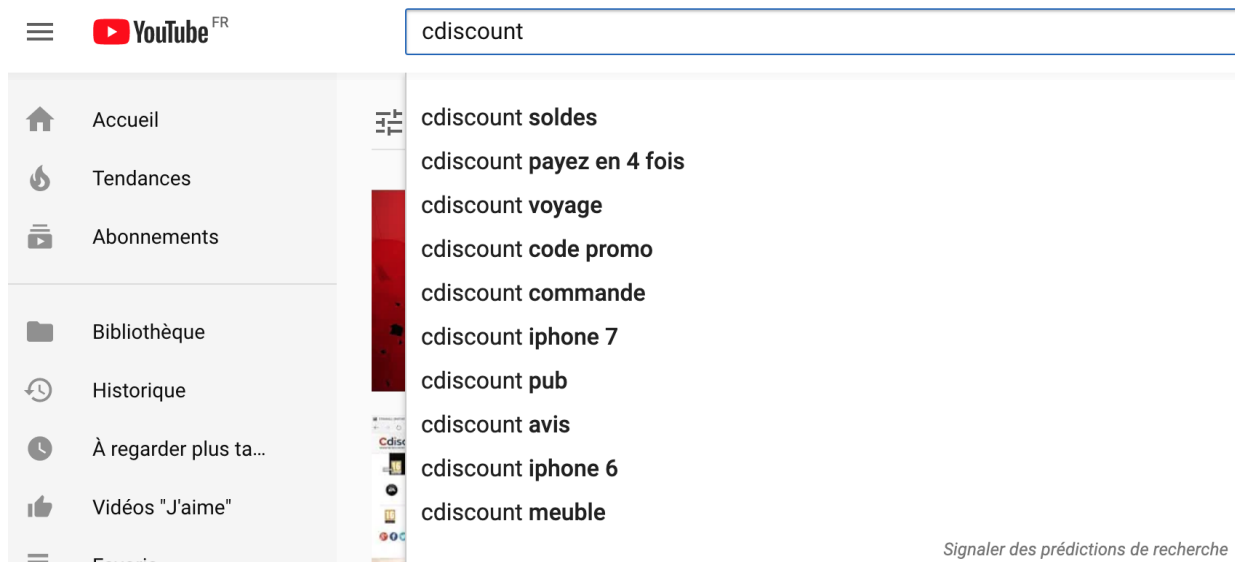 YouTube FR
cdiscount
Accueil
Tendances
Abonnements
Bibliothèque
Historique
À regarder plus ta...
Vidéos "J'aime"
cdiscount soldes
cdiscount payez en 4 fois
cdiscount voyage
cdiscount code promo
cdiscount commande
cdiscount iphone 7
cdiscount pub
cdiscount avis
cdiscount iphone 6
cdiscount meuble
Cdisc
Signaler des prédictions de recherche